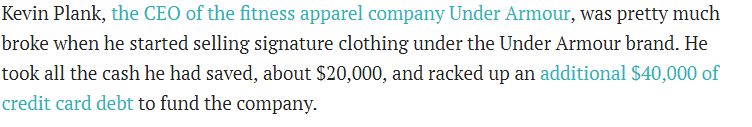 Kevin Plank, the CEO of the fitness apparel company Under Armour, was pretty much
broke when he started selling signature clothing under the Under Armour brand. He
took all the cash he had saved, about $20,000, and racked up an additional $40,000 of
credit card debt to fund the company.